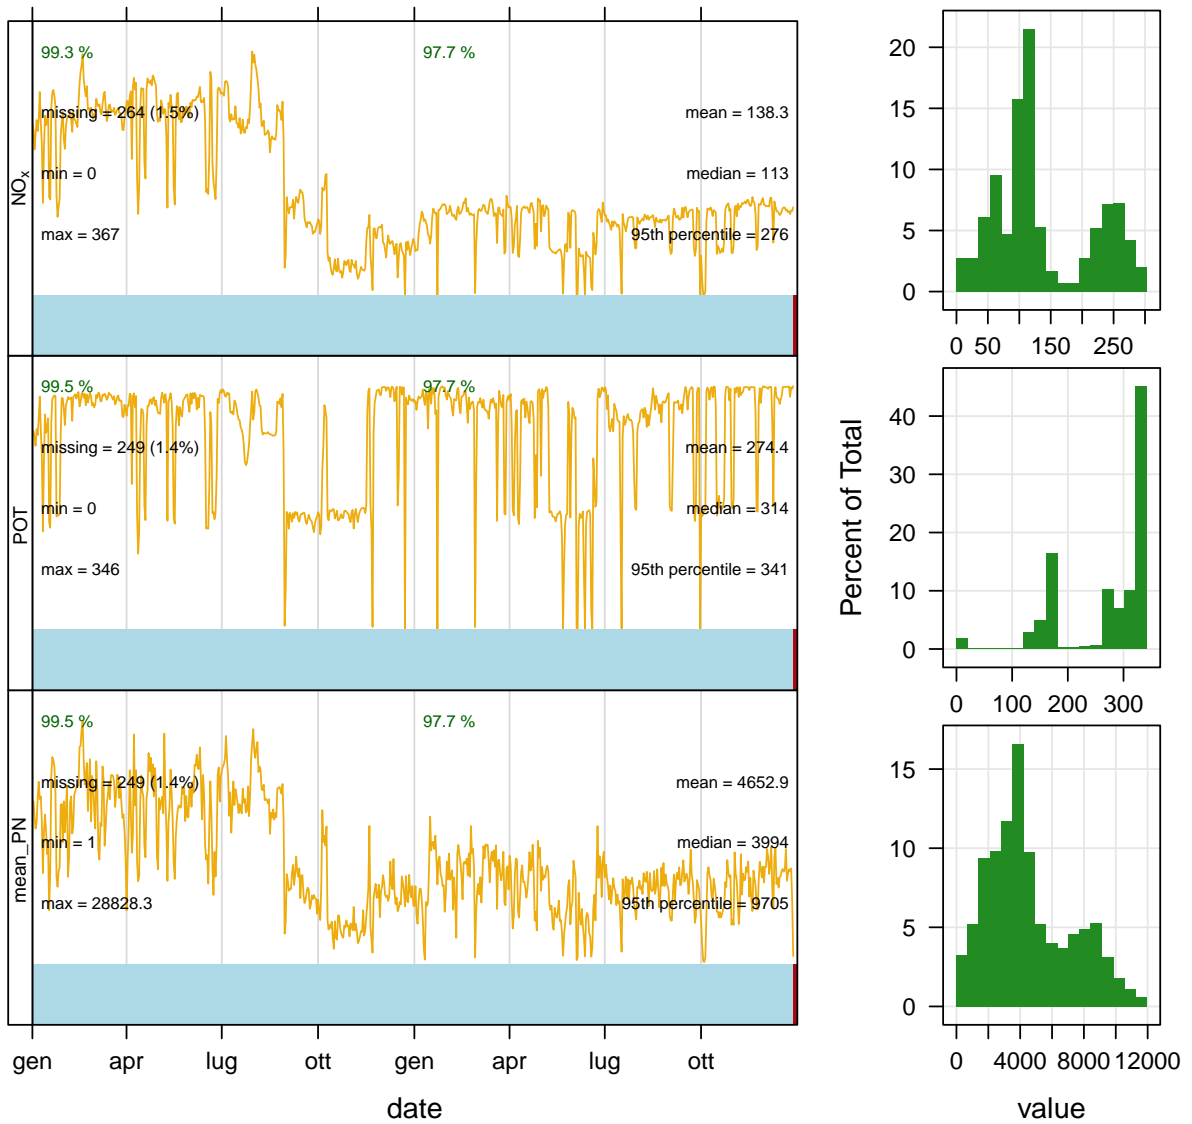 99.3 %
97.7 %
missing = 264 (1.5%)
mean = 138.3
min = 0
median = 113
max = 367
95th percentile = 276
NOₓ
99.5 %
97.7 %
missing = 249 (1.4%)
mean = 274.4
min = 0
median = 314
max = 346
95th percentile = 341
POT
99.5 %
97.7 %
missing = 249 (1.4%)
mean = 4652.9
min = 1
median = 3994
max = 28828.3
95th percentile = 9705
mean_PN
gen apr lug ott gen apr lug ott
date
20
15
10
5
0
0 50 150 250
40
30
20
10
0
0 100 200 300
15
10
5
0
0 4000 8000 12000
Percent of Total
value